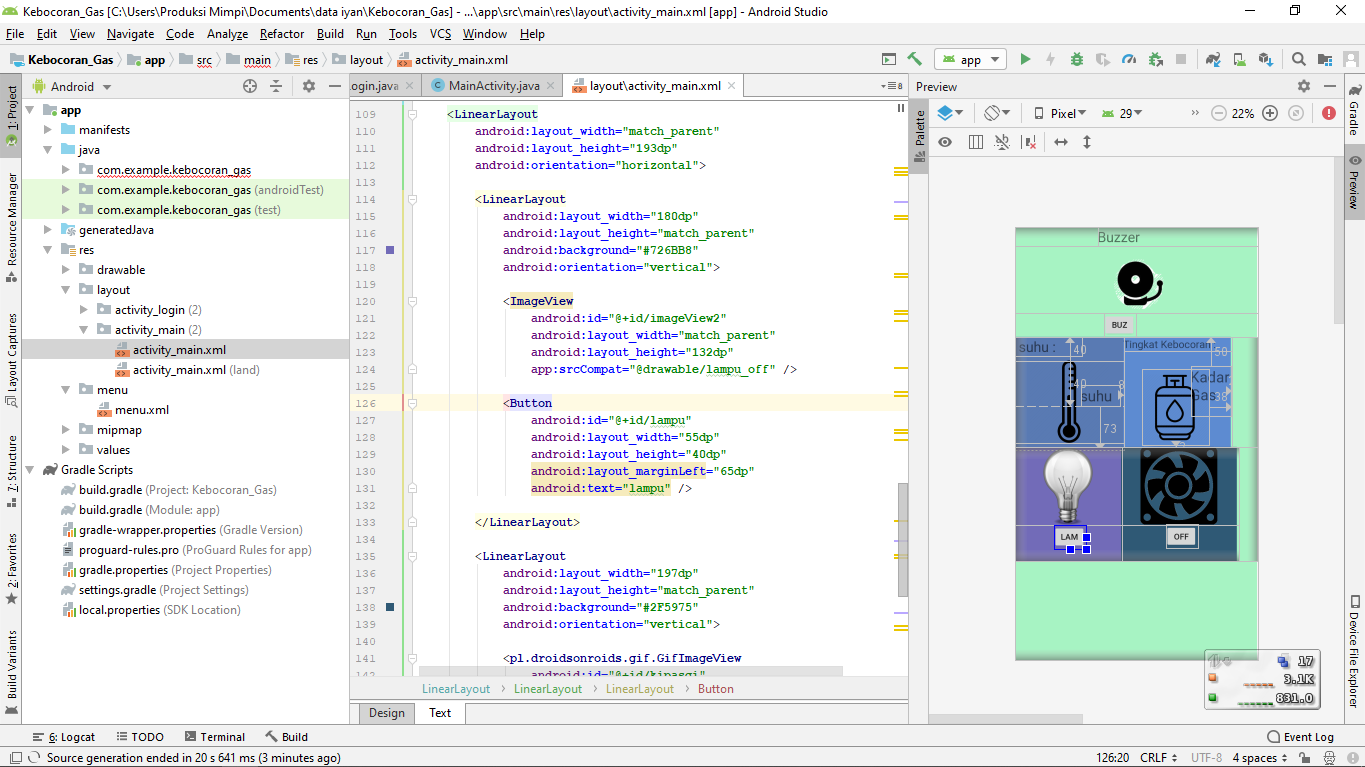 Kebocoran_Gas [C:\Users\Produksi Mimpi\Documents\data iyan\Kebocoran_Gas] - ...\app\src\main\res\layout\activity_main.xml [app] - Android Studio
File Edit View Navigate Code Analyze Refactor Build Run Tools VCS Window Help
Kebocoran_Gas app src main res layout activity_main.xml app
Android ogin.java MainActivity.java layout\activity_main.xml 8 Preview
1: Project
Resource Manager
Layout Captures
Z: Structure
2: Favorites
Build Variants
app
manifests
java
com.example.kebocoran_gas
com.example.kebocoran_gas (androidTest)
com.example.kebocoran_gas (test)
generatedJava
res
drawable
layout
activity_login (2)
activity_main (2)
activity_main.xml
activity_main.xml (land)
menu
menu.xml
mipmap
values
Gradle Scripts
build.gradle (Project: Kebocoran_Gas)
build.gradle (Module: app)
gradle-wrapper.properties (Gradle Version)
proguard-rules.pro (ProGuard Rules for app)
gradle.properties (Project Properties)
settings.gradle (Project Settings)
local.properties (SDK Location)
109 <LinearLayout
110 android:layout_width="match_parent"
111 android:layout_height="193dp"
112 android:orientation="horizontal">
113
114 <LinearLayout
115 android:layout_width="180dp"
116 android:layout_height="match_parent"
117 android:background="#726BB8"
118 android:orientation="vertical">
119
120 <ImageView
121 android:id="@+id/imageView2"
122 android:layout_width="match_parent"
123 android:layout_height="132dp"
124 app:srcCompat="@drawable/lampu_off" />
125
126 <Button
127 android:id="@+id/lampu"
128 android:layout_width="55dp"
129 android:layout_height="40dp"
130 android:layout_marginLeft="65dp"
131 android:text="lampu" />
132
133 </LinearLayout>
134
135 <LinearLayout
136 android:layout_width="197dp"
137 android:layout_height="match_parent"
138 android:background="#2F5975"
139 android:orientation="vertical">
140
141 <pl.droidsonroids.gif.GifImageView
142 android:id="@+id/kipasgi"
LinearLayout LinearLayout LinearLayout Button
Design Text
Palette
Pixel 29 22%
Buzzer
BUZ
suhu : 40 Tingkat Kebocoran 50
40 8 Kadar
suhu Gas 38
73
LAM OFF
17
3.1K
831.0
Gradle
Preview
Device File Explorer
6: Logcat TODO Terminal Build Event Log
Source generation ended in 20 s 641 ms (3 minutes ago) 126:20 CRLF UTF-8 4 spaces